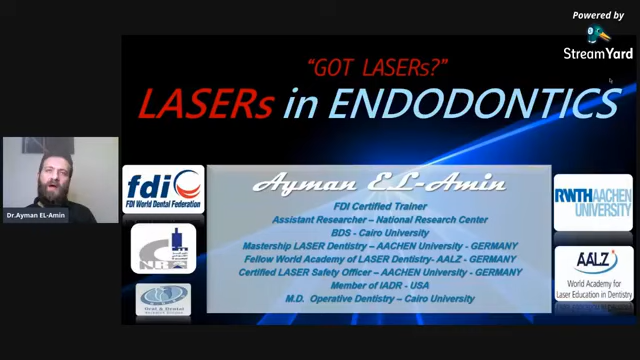 Powered by
StreamYard
"GOT LASERs?"
LASERs in ENDODONTICS
Ayman EL-Amin
FDI Certified Trainer
Assistant Researcher – National Research Center
BDS - Cairo University
Mastership LASER Dentistry – AACHEN University - GERMANY
Fellow World Academy of LASER Dentistry- AALZ - GERMANY
Certified LASER Safety Officer – AACHEN University - GERMANY
Member of IADR - USA
M.D. Operative Dentistry – Cairo University
fdi
FDI World Dental Federation
Dr.Ayman EL-Amin
RWTHAACHEN
UNIVERSITY
AALZ
World Academy for
Laser Education in Dentistry